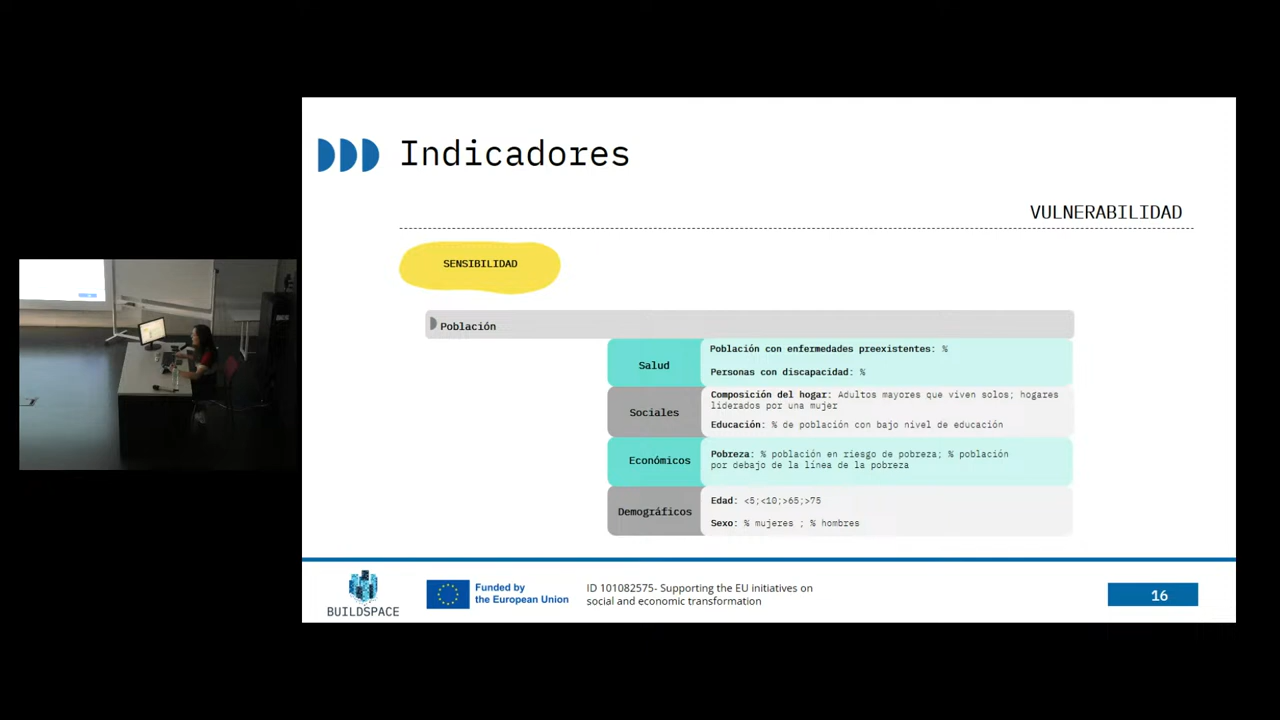 Indicadores
VULNERABILIDAD
SENSIBILIDAD
Población
Salud
Población con enfermedades preexistentes: %
Personas con discapacidad: %
Sociales
Composición del hogar: Adultos mayores que viven solos; hogares
liderados por una mujer
Educación: % de población con bajo nivel de educación
Económicos
Pobreza: % población en riesgo de pobreza; % población
por debajo de la línea de la pobreza
Demográficos
Edad: <5;<10;>65;>75
Sexo: % mujeres ; % hombres
BUILDSPACE
Funded by
the European Union
ID 101082575- Supporting the EU initiatives on
social and economic transformation
16